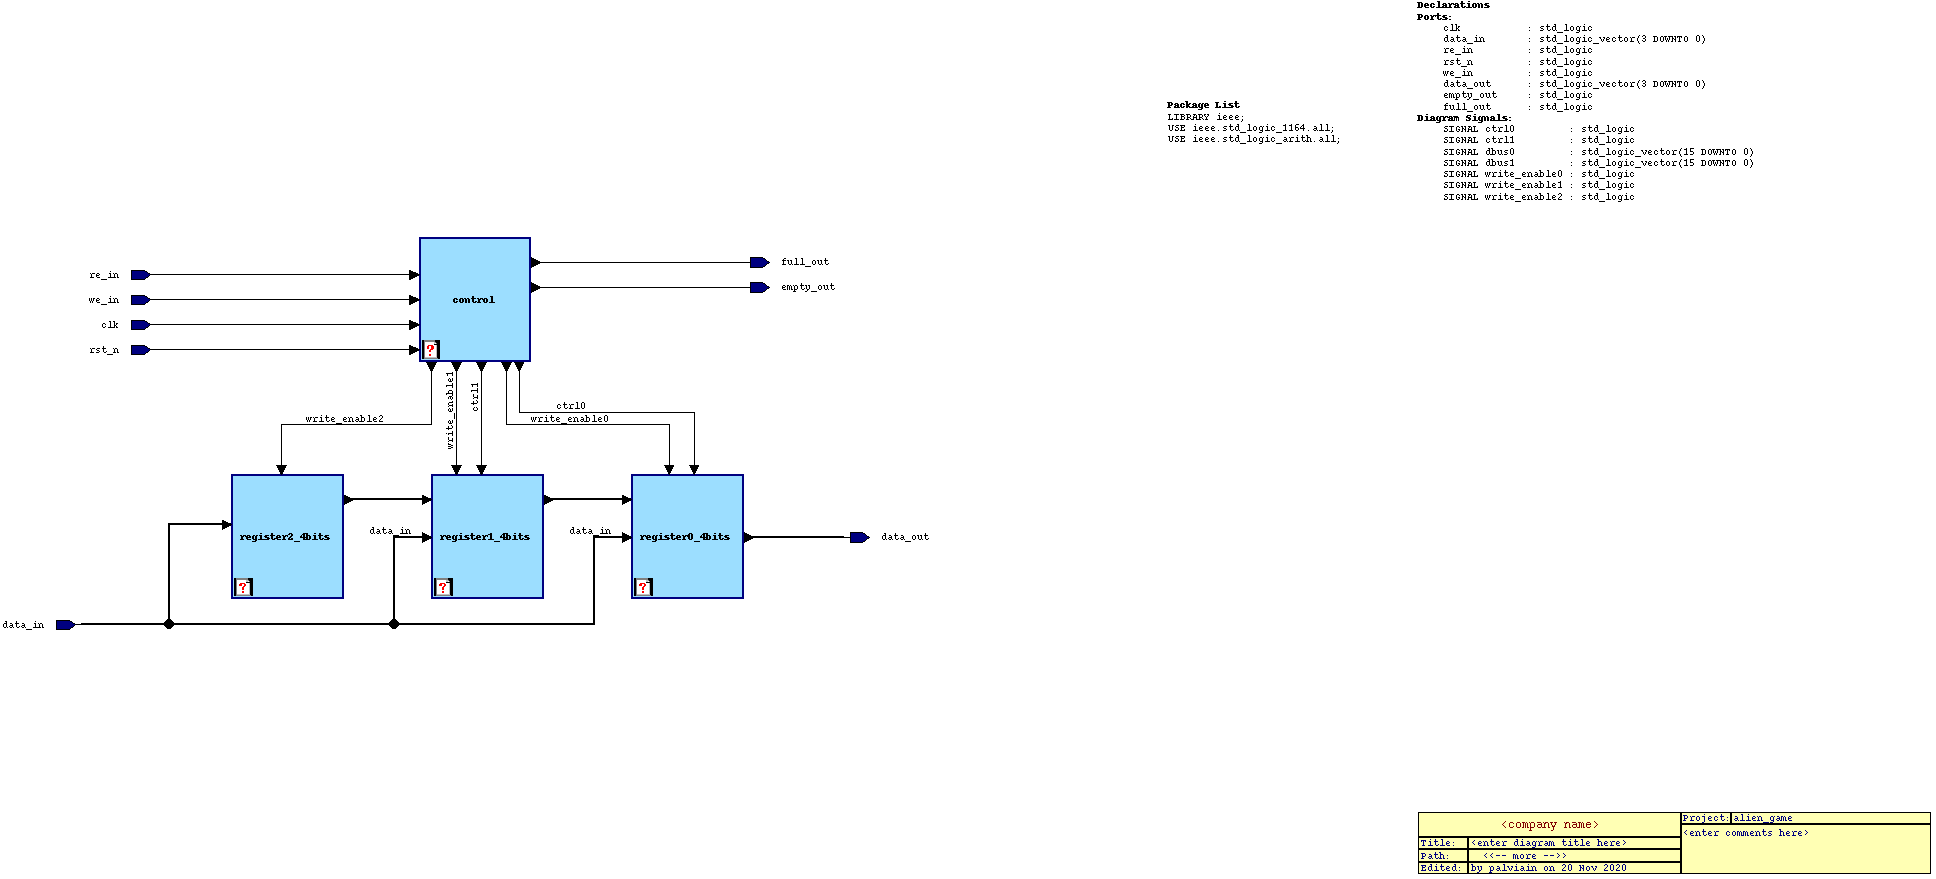 Declarations
Ports:
clk : std_logic
data_in : std_logic_vector(3 DOWNTO 0)
re_in : std_logic
rst_n : std_logic
we_in : std_logic
data_out : std_logic_vector(3 DOWNTO 0)
empty_out : std_logic
full_out : std_logic
Diagram Signals:
SIGNAL ctrl0 : std_logic
SIGNAL ctrl1 : std_logic
SIGNAL dbus0 : std_logic_vector(15 DOWNTO 0)
SIGNAL dbus1 : std_logic_vector(15 DOWNTO 0)
SIGNAL write_enable0 : std_logic
SIGNAL write_enable1 : std_logic
SIGNAL write_enable2 : std_logic
Package List
LIBRARY ieee;
USE ieee.std_logic_1164.all;
USE ieee.std_logic_arith.all;
re_in
we_in
clk
rst_n
control
?
full_out
empty_out
write_enable2
write_enable1
ctrl1
ctrl0
write_enable0
register2_4bits
?
data_in
register1_4bits
?
data_in
register0_4bits
?
data_out
data_in
<company name>
Title: <enter diagram title here>
Path: <<-- more -->>
Edited: by palviain on 20 Nov 2020
Project: alien_game
<enter comments here>